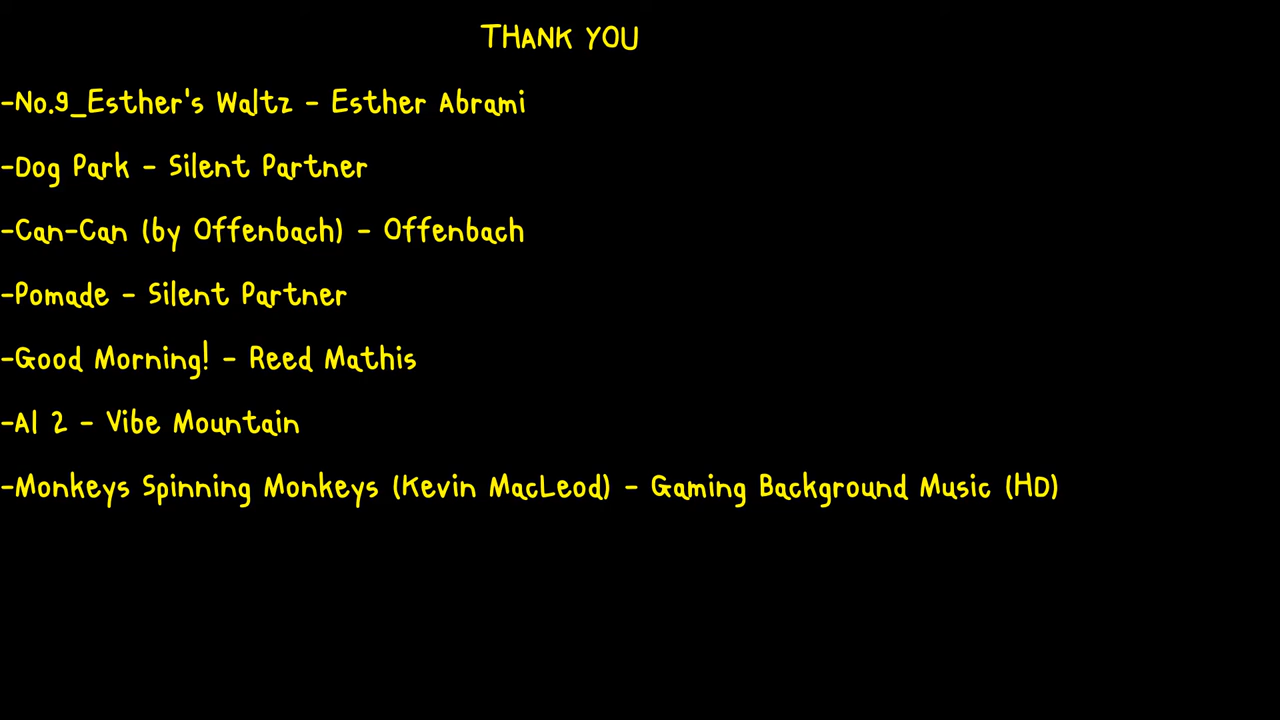 THANK YOU
-No.9_Esther's Waltz - Esther Abrami
-Dog Park - Silent Partner
-Can-Can (by Offenbach) - Offenbach
-Pomade - Silent Partner
-Good Morning! - Reed Mathis
-Al 2 - Vibe Mountain
-Monkeys Spinning Monkeys (Kevin MacLeod) - Gaming Background Music (HD)